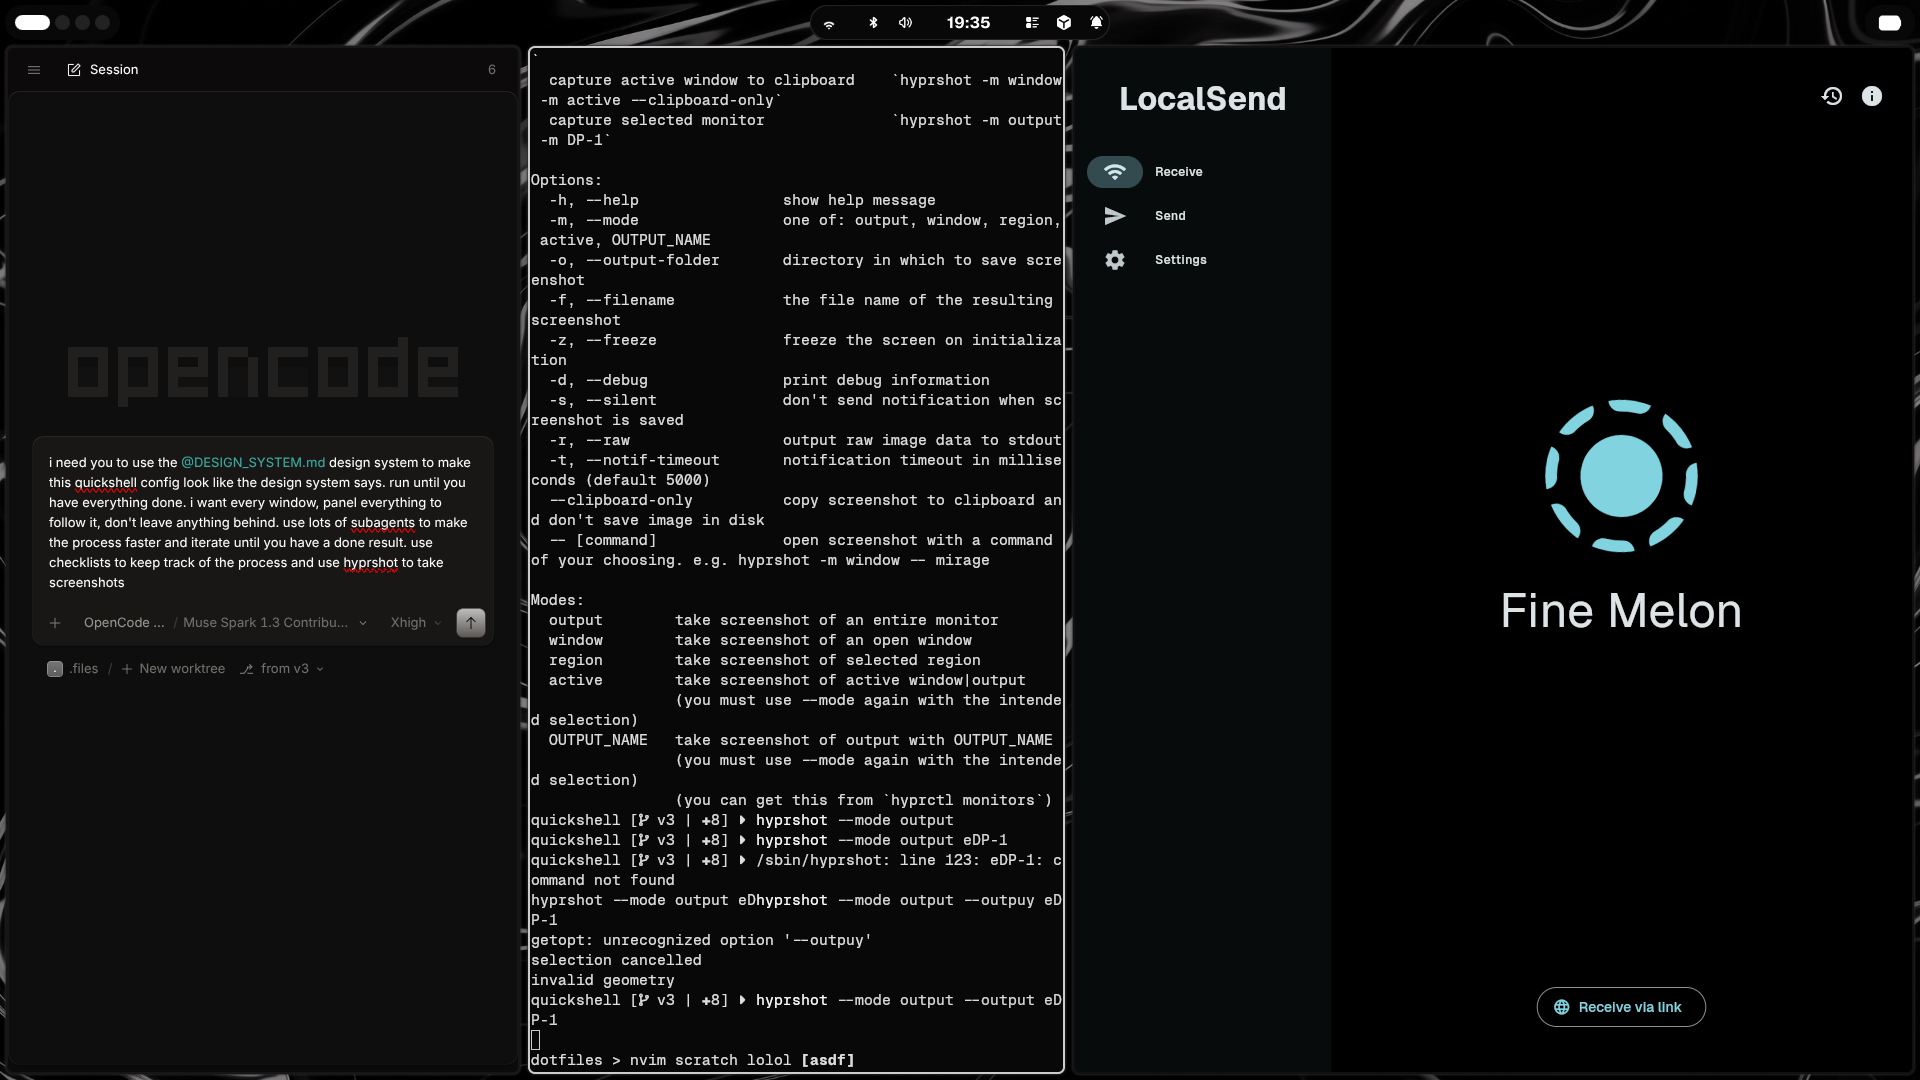 19:35
Session
6
opencode
i need you to use the @DESIGN_SYSTEM.md design system to make
this quickshell config look like the design system says. run until you
have everything done. i want every window, panel everything to
follow it, don't leave anything behind. use lots of subagents to make
the process faster and iterate until you have a done result. use
checklists to keep track of the process and use hyprshot to take
screenshots
OpenCode ... / Muse Spark 1.3 Contribu... Xhigh
.files / New worktree from v3
`
capture active window to clipboard `hyprshot -m window
-m active --clipboard-only`
capture selected monitor `hyprshot -m output
-m DP-1`
Options:
-h, --help show help message
-m, --mode one of: output, window, region,
active, OUTPUT_NAME
-o, --output-folder directory in which to save scre
enshot
-f, --filename the file name of the resulting
screenshot
-z, --freeze freeze the screen on initializa
tion
-d, --debug print debug information
-s, --silent don't send notification when sc
reenshot is saved
-r, --raw output raw image data to stdout
-t, --notif-timeout notification timeout in millise
conds (default 5000)
--clipboard-only copy screenshot to clipboard an
d don't save image in disk
-- [command] open screenshot with a command
of your choosing. e.g. hyprshot -m window -- mirage
Modes:
output take screenshot of an entire monitor
window take screenshot of an open window
region take screenshot of selected region
active take screenshot of active window|output
(you must use --mode again with the intende
d selection)
OUTPUT_NAME take screenshot of output with OUTPUT_NAME
(you must use --mode again with the intende
d selection)
(you can get this from `hyprctl monitors`)
quickshell [ v3 | +8] hyprshot --mode output
quickshell [ v3 | +8] hyprshot --mode output eDP-1
quickshell [ v3 | +8] /sbin/hyprshot: line 123: eDP-1: c
ommand not found
hyprshot --mode output eDhyprshot --mode output --outpuy eD
P-1
getopt: unrecognized option '--outpuy'
selection cancelled
invalid geometry
quickshell [ v3 | +8] hyprshot --mode output --output eD
P-1
dotfiles > nvim scratch lolol [asdf]
LocalSend
Receive
Send
Settings
Fine Melon
Receive via link